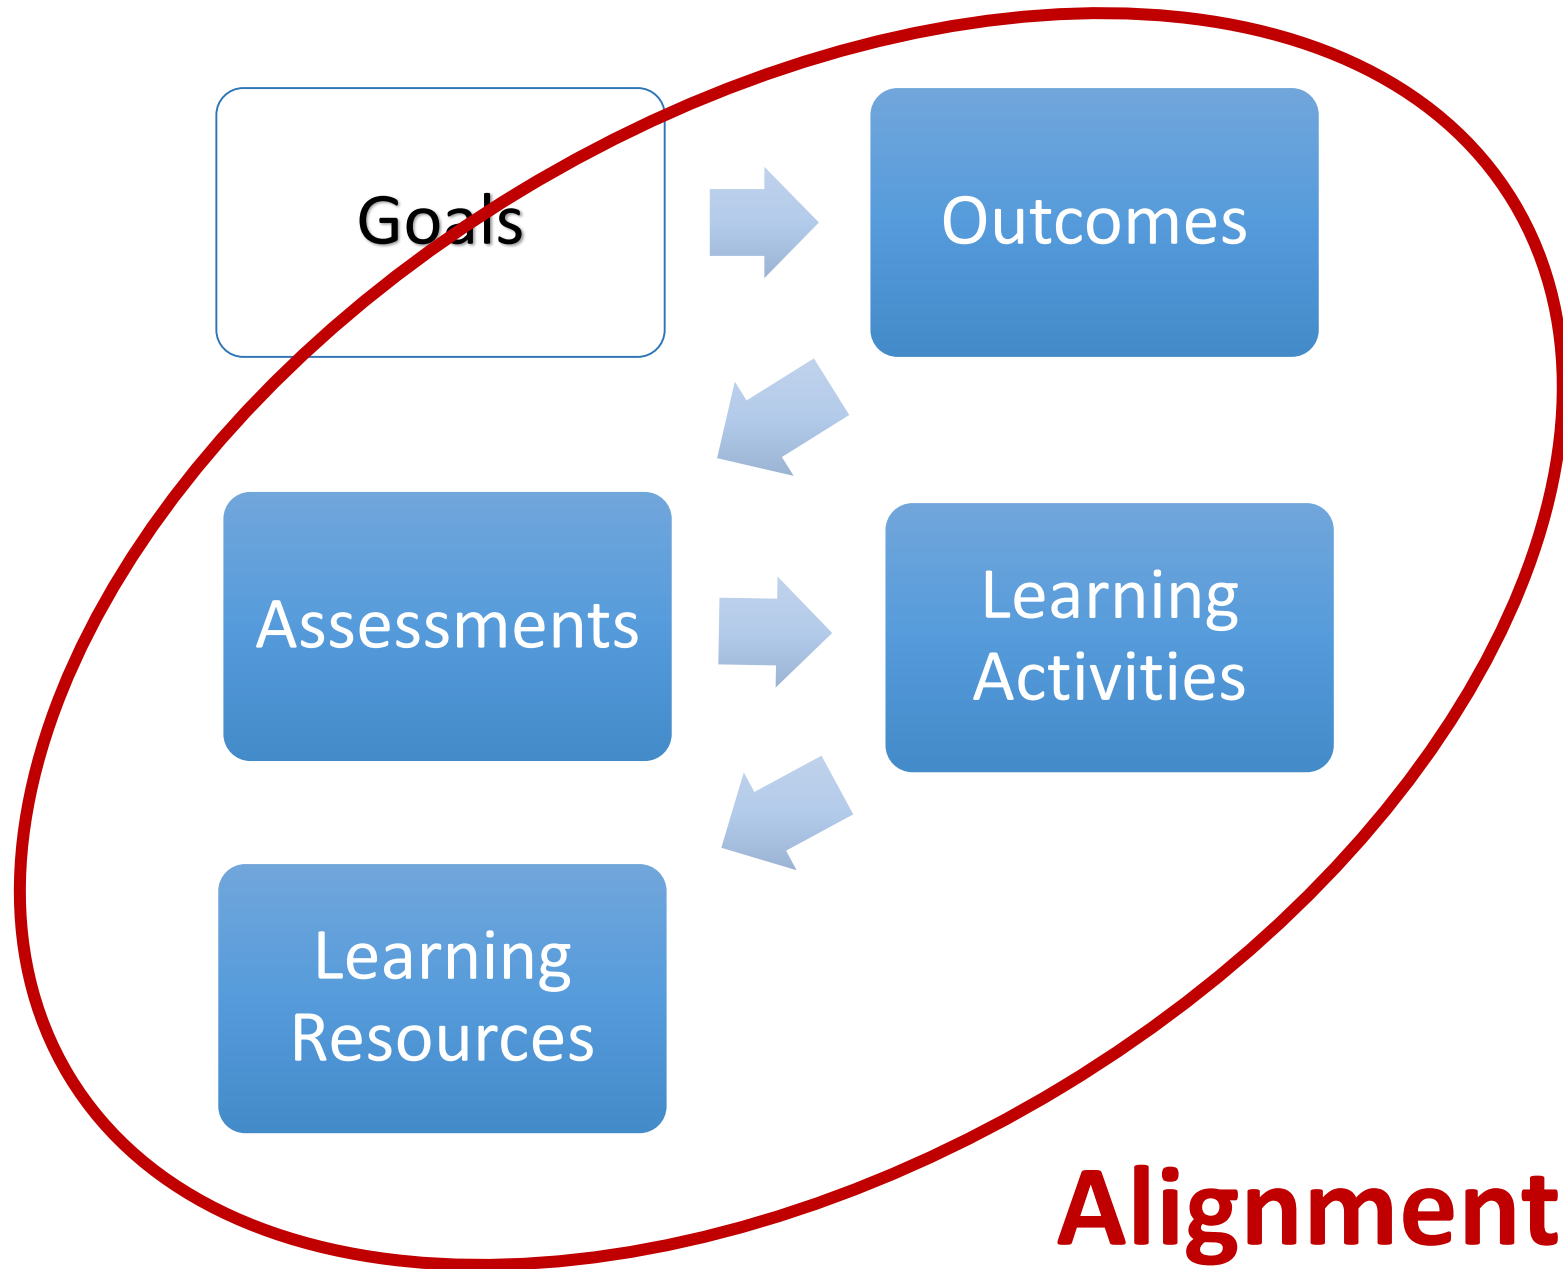 Goals
Outcomes
Assessments
Learning
Activities
Learning
Resources
Alignment